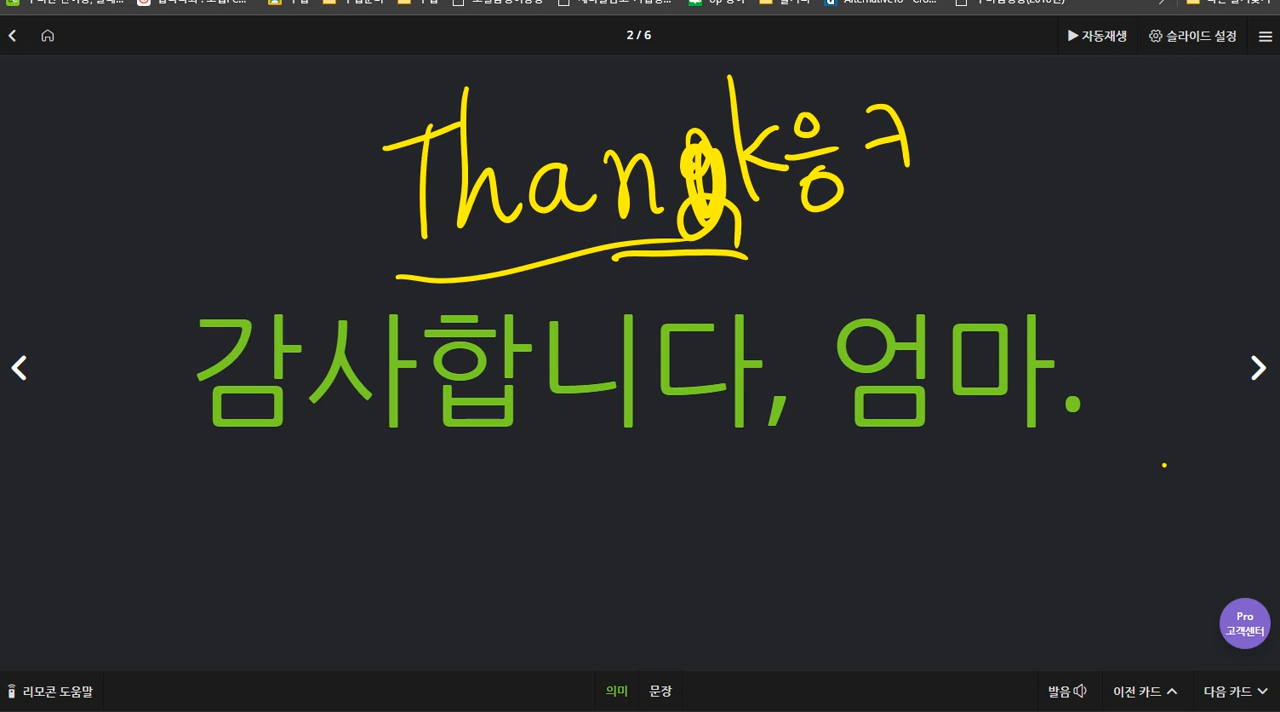 2 / 6
▶ 자동재생
슬라이드 설정
Thang k 응 ㅋ
감사합니다, 엄마.
Pro
고객센터
리모콘 도움말
의미
문장
발음
이전 카드
다음 카드